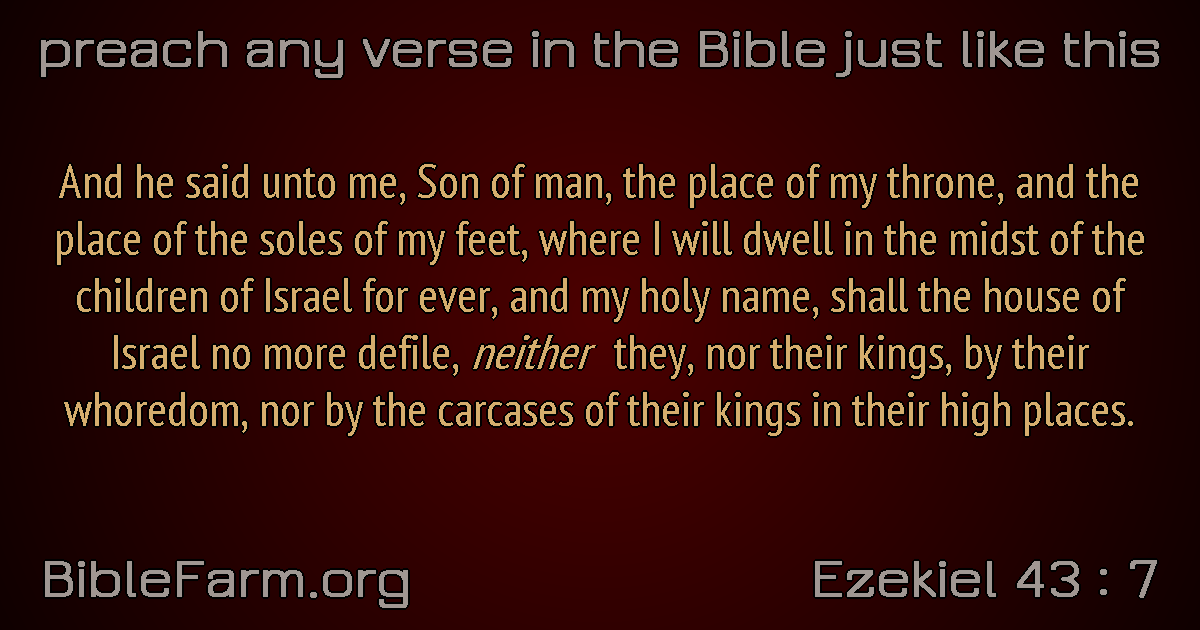 preach any verse in the Bible just like this
And he said unto me, Son of man, the place of my throne, and the
place of the soles of my feet, where I will dwell in the midst of the
children of Israel for ever, and my holy name, shall the house of
Israel no more defile, neither they, nor their kings, by their
whoredom, nor by the carcases of their kings in their high places.
BibleFarm.org
Ezekiel 43 : 7